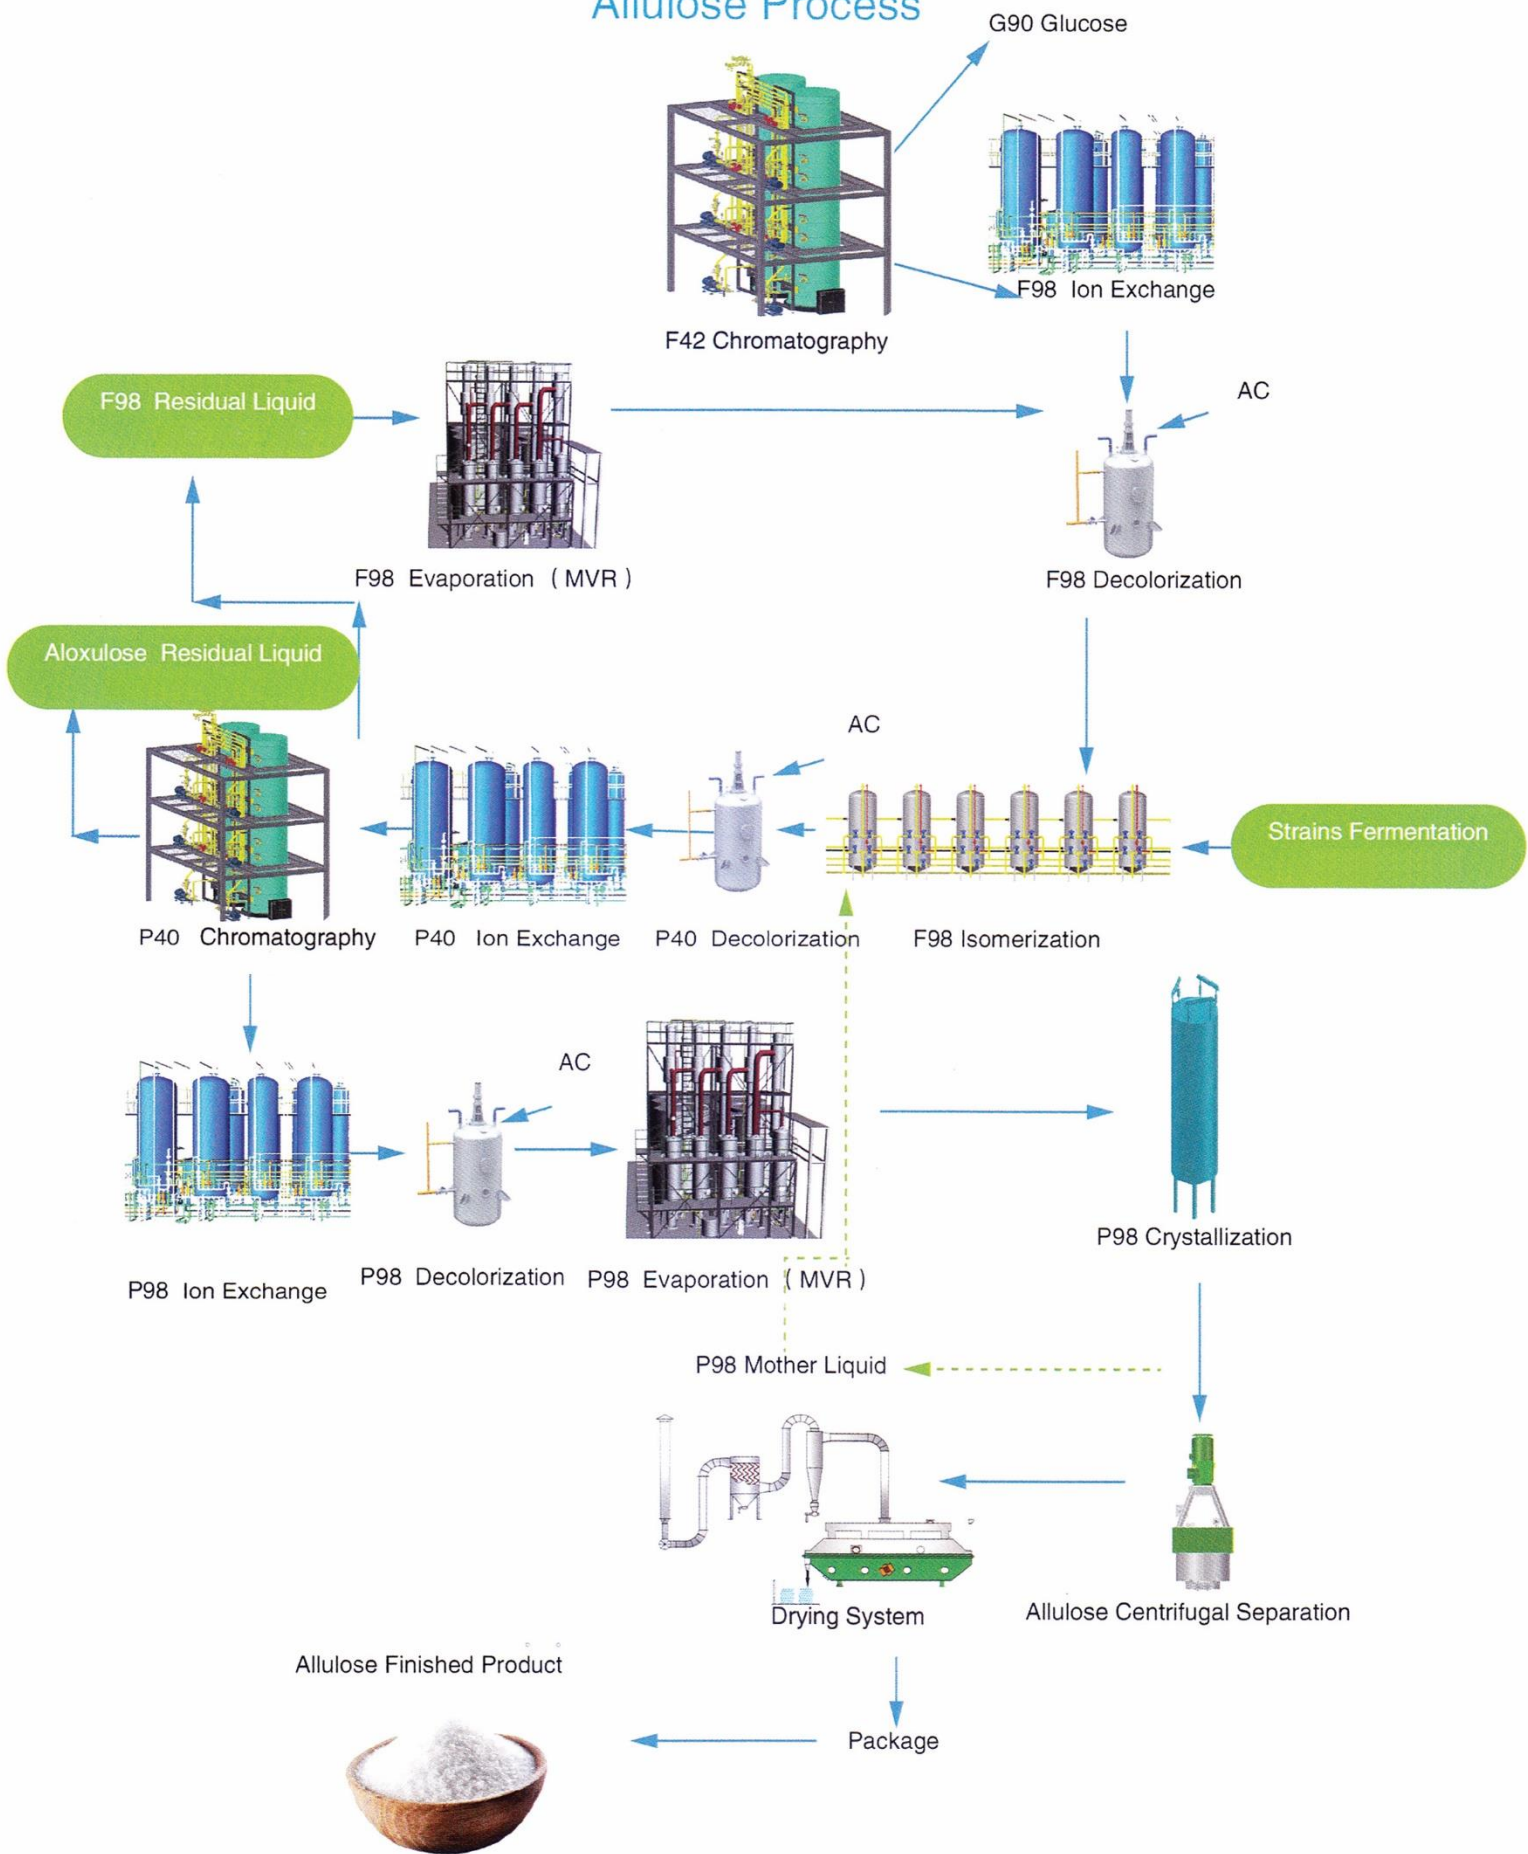 Allulose Process
G90 Glucose
F98 Ion Exchange
F42 Chromatography
AC
F98 Residual Liquid
F98 Evaporation ( MVR )
F98 Decolorization
Aloxulose Residual Liquid
AC
Strains Fermentation
P40 Chromatography
P40 Ion Exchange
P40 Decolorization
F98 Isomerization
AC
P98 Crystallization
P98 Ion Exchange
P98 Decolorization
P98 Evaporation ( MVR )
P98 Mother Liquid
Drying System
Allulose Centrifugal Separation
Allulose Finished Product
Package